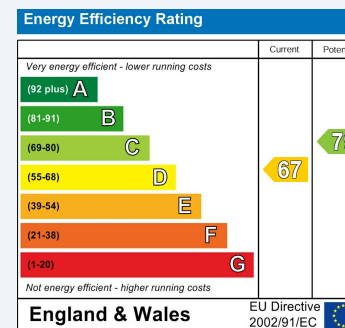 Energy Efficiency Rating
Current
Very energy efficient - lower running costs
(92 plus) A
(81-91) B
(69-80) C
(55-68) D
67
(39-54) E
(21-38) F
(1-20) G
Not energy efficient - higher running costs
England & Wales
EU Directive
2002/91/EC